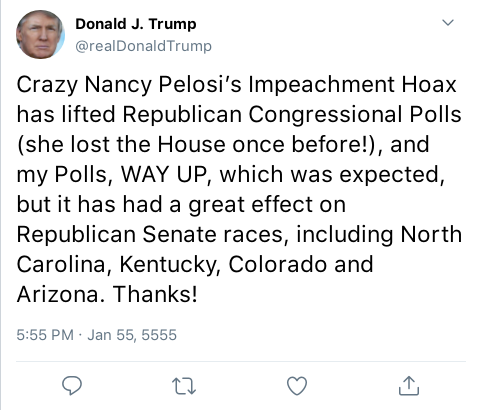 Donald J. Trump
@realDonaldTrump
Crazy Nancy Pelosi’s Impeachment Hoax
has lifted Republican Congressional Polls
(she lost the House once before!), and
my Polls, WAY UP, which was expected,
but it has had a great effect on
Republican Senate races, including North
Carolina, Kentucky, Colorado and
Arizona. Thanks!
5:55 PM · Jan 55, 5555